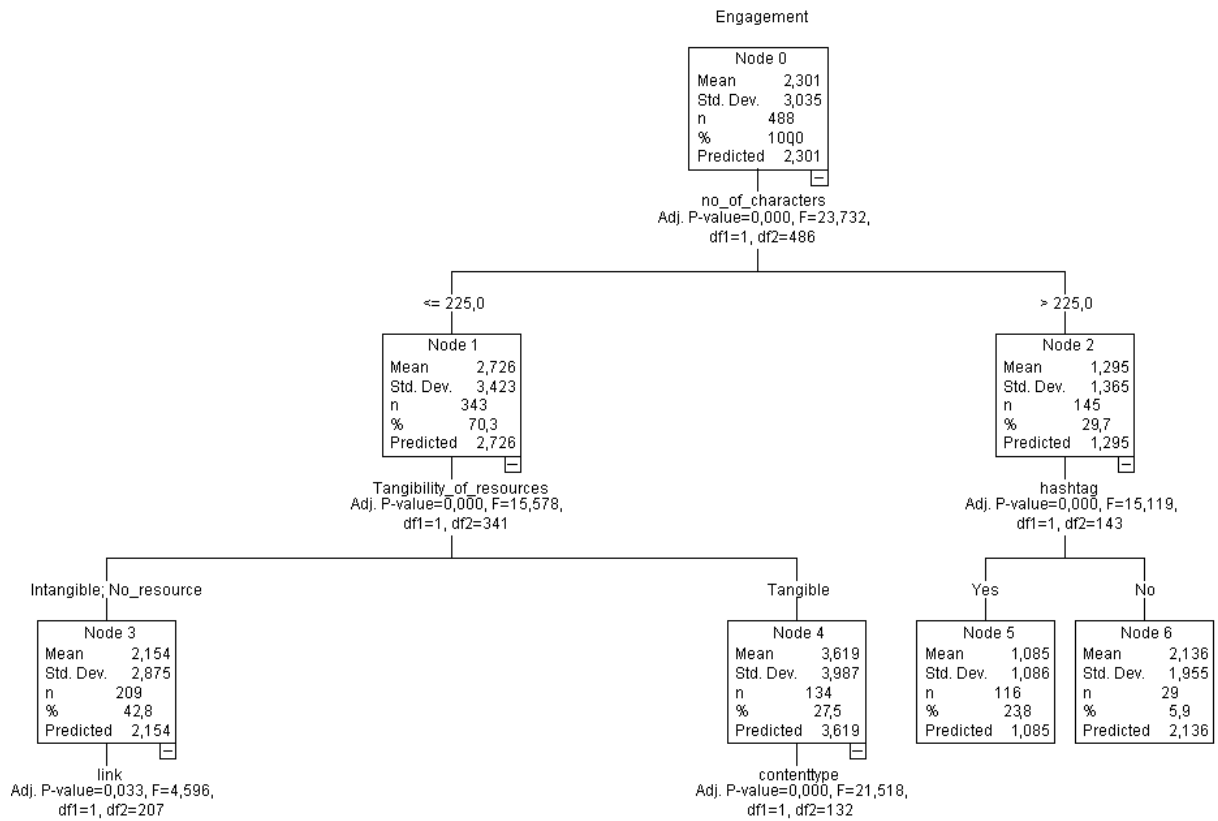 Engagement
Node 0
Mean 2,301
Std. Dev. 3,035
n 488
% 100,0
Predicted 2,301
no_of_characters
Adj. P-value=0,000, F=23,732,
df1=1, df2=486
<= 225,0
> 225,0
Node 1
Mean 2,726
Std. Dev. 3,423
n 343
% 70,3
Predicted 2,726
Node 2
Mean 1,295
Std. Dev. 1,365
n 145
% 29,7
Predicted 1,295
Tangibility_of_resources
Adj. P-value=0,000, F=15,578,
df1=1, df2=341
hashtag
Adj. P-value=0,000, F=15,119,
df1=1, df2=143
Intangible; No_resource
Tangible
Yes
No
Node 3
Mean 2,154
Std. Dev. 2,875
n 209
% 42,8
Predicted 2,154
Node 4
Mean 3,619
Std. Dev. 3,987
n 134
% 27,5
Predicted 3,619
Node 5
Mean 1,085
Std. Dev. 1,086
n 116
% 23,8
Predicted 1,085
Node 6
Mean 2,136
Std. Dev. 1,955
n 29
% 5,9
Predicted 2,136
link
Adj. P-value=0,033, F=4,596,
df1=1, df2=207
contenttype
Adj. P-value=0,000, F=21,518,
df1=1, df2=132